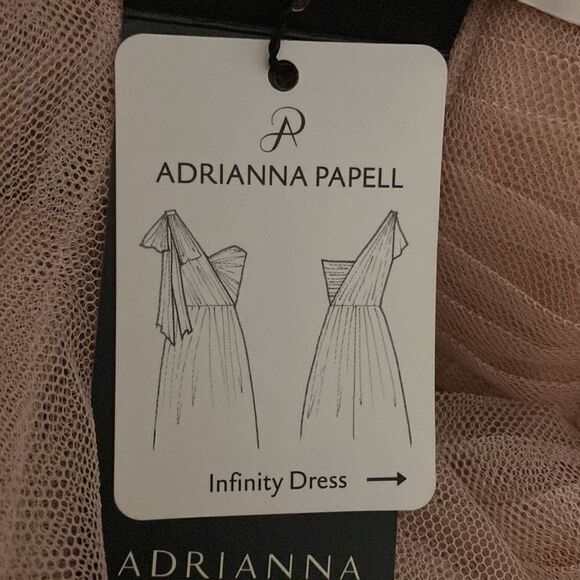 AP
ADRIANNA PAPELL
Infinity Dress →
ADRIANNA